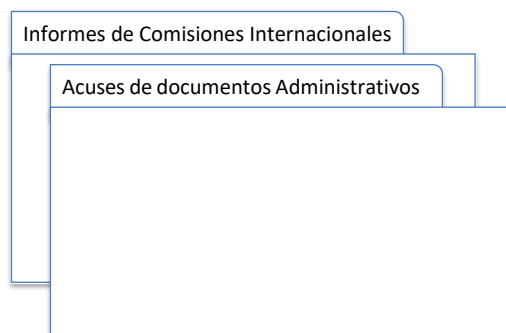 Informes de Comisiones Internacionales
Acuses de documentos Administrativos